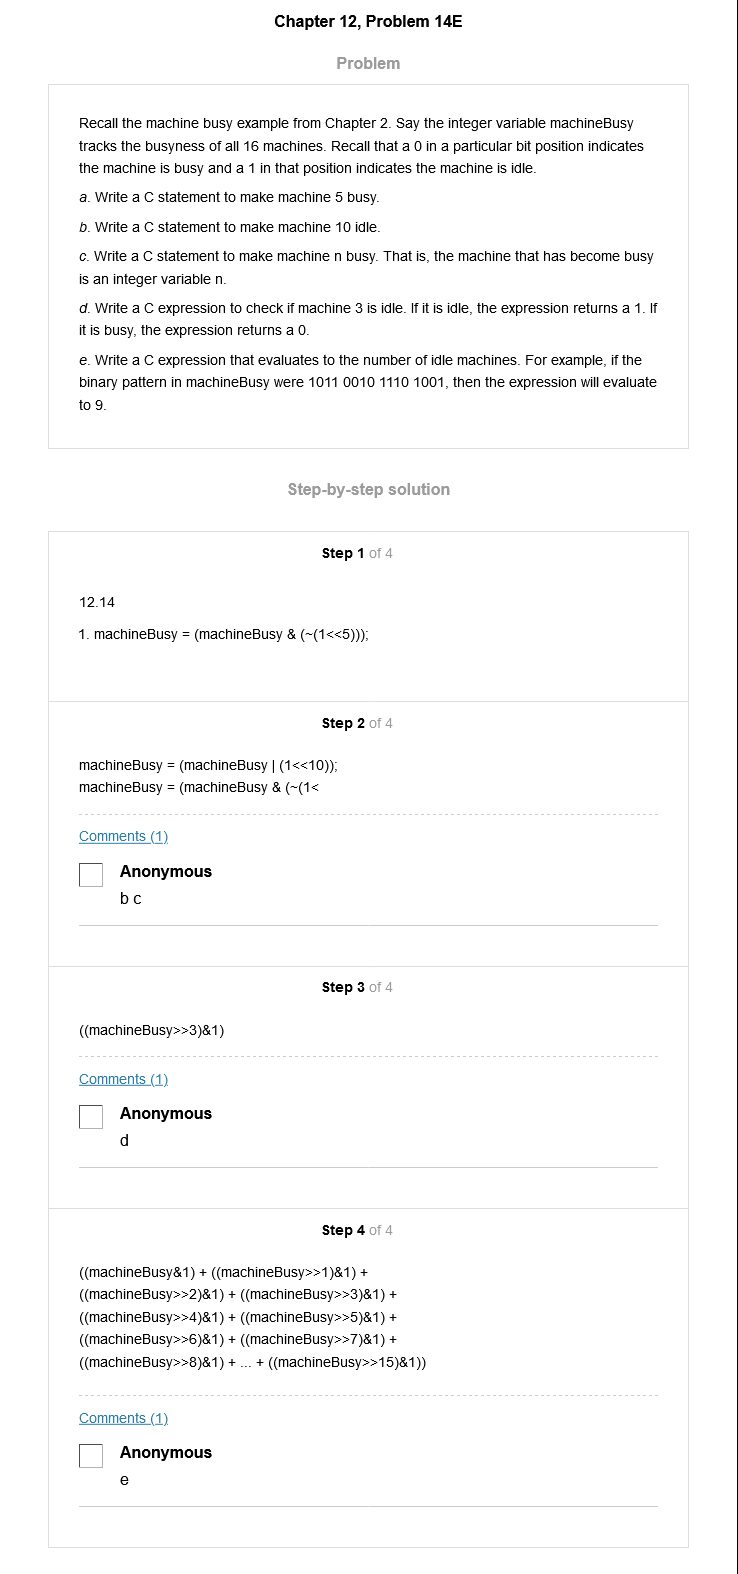 Chapter 12, Problem 14E
Problem
Recall the machine busy example from Chapter 2. Say the integer variable machineBusy
tracks the busyness of all 16 machines. Recall that a 0 in a particular bit position indicates
the machine is busy and a 1 in that position indicates the machine is idle.
a. Write a C statement to make machine 5 busy.
b. Write a C statement to make machine 10 idle.
c. Write a C statement to make machine n busy. That is, the machine that has become busy
is an integer variable n.
d. Write a C expression to check if machine 3 is idle. If it is idle, the expression returns a 1. If
it is busy, the expression returns a 0.
e. Write a C expression that evaluates to the number of idle machines. For example, if the
binary pattern in machineBusy were 1011 0010 1110 1001, then the expression will evaluate
to 9.
Step-by-step solution
Step 1 of 4
12.14
1. machineBusy = (machineBusy & (~(1<<5)));
Step 2 of 4
machineBusy = (machineBusy | (1<<10));
machineBusy = (machineBusy & (~(1<
Comments (1)
Anonymous
b c
Step 3 of 4
((machineBusy>>3)&1)
Comments (1)
Anonymous
d
Step 4 of 4
((machineBusy&1) + ((machineBusy>>1)&1) +
((machineBusy>>2)&1) + ((machineBusy>>3)&1) +
((machineBusy>>4)&1) + ((machineBusy>>5)&1) +
((machineBusy>>6)&1) + ((machineBusy>>7)&1) +
((machineBusy>>8)&1) + ... + ((machineBusy>>15)&1))
Comments (1)
Anonymous
e